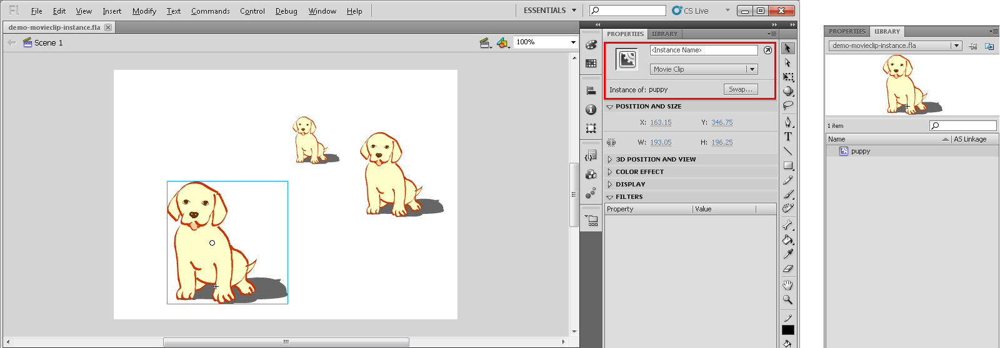 Fl File Edit View Insert Modify Text Commands Control Debug Window Help ESSENTIALS CS Live
demo-movieclip-instance.fla
Scene 1 100%
PROPERTIES LIBRARY
<Instance Name>
Movie Clip
Instance of: puppy Swap...
POSITION AND SIZE
X: 163.15 Y: 346.75
W: 193.05 H: 196.25
3D POSITION AND VIEW
COLOR EFFECT
DISPLAY
FILTERS
Property Value
T
PROPERTIES LIBRARY
demo-movieclip-instance.fla
1 item
Name AS Linkage
puppy